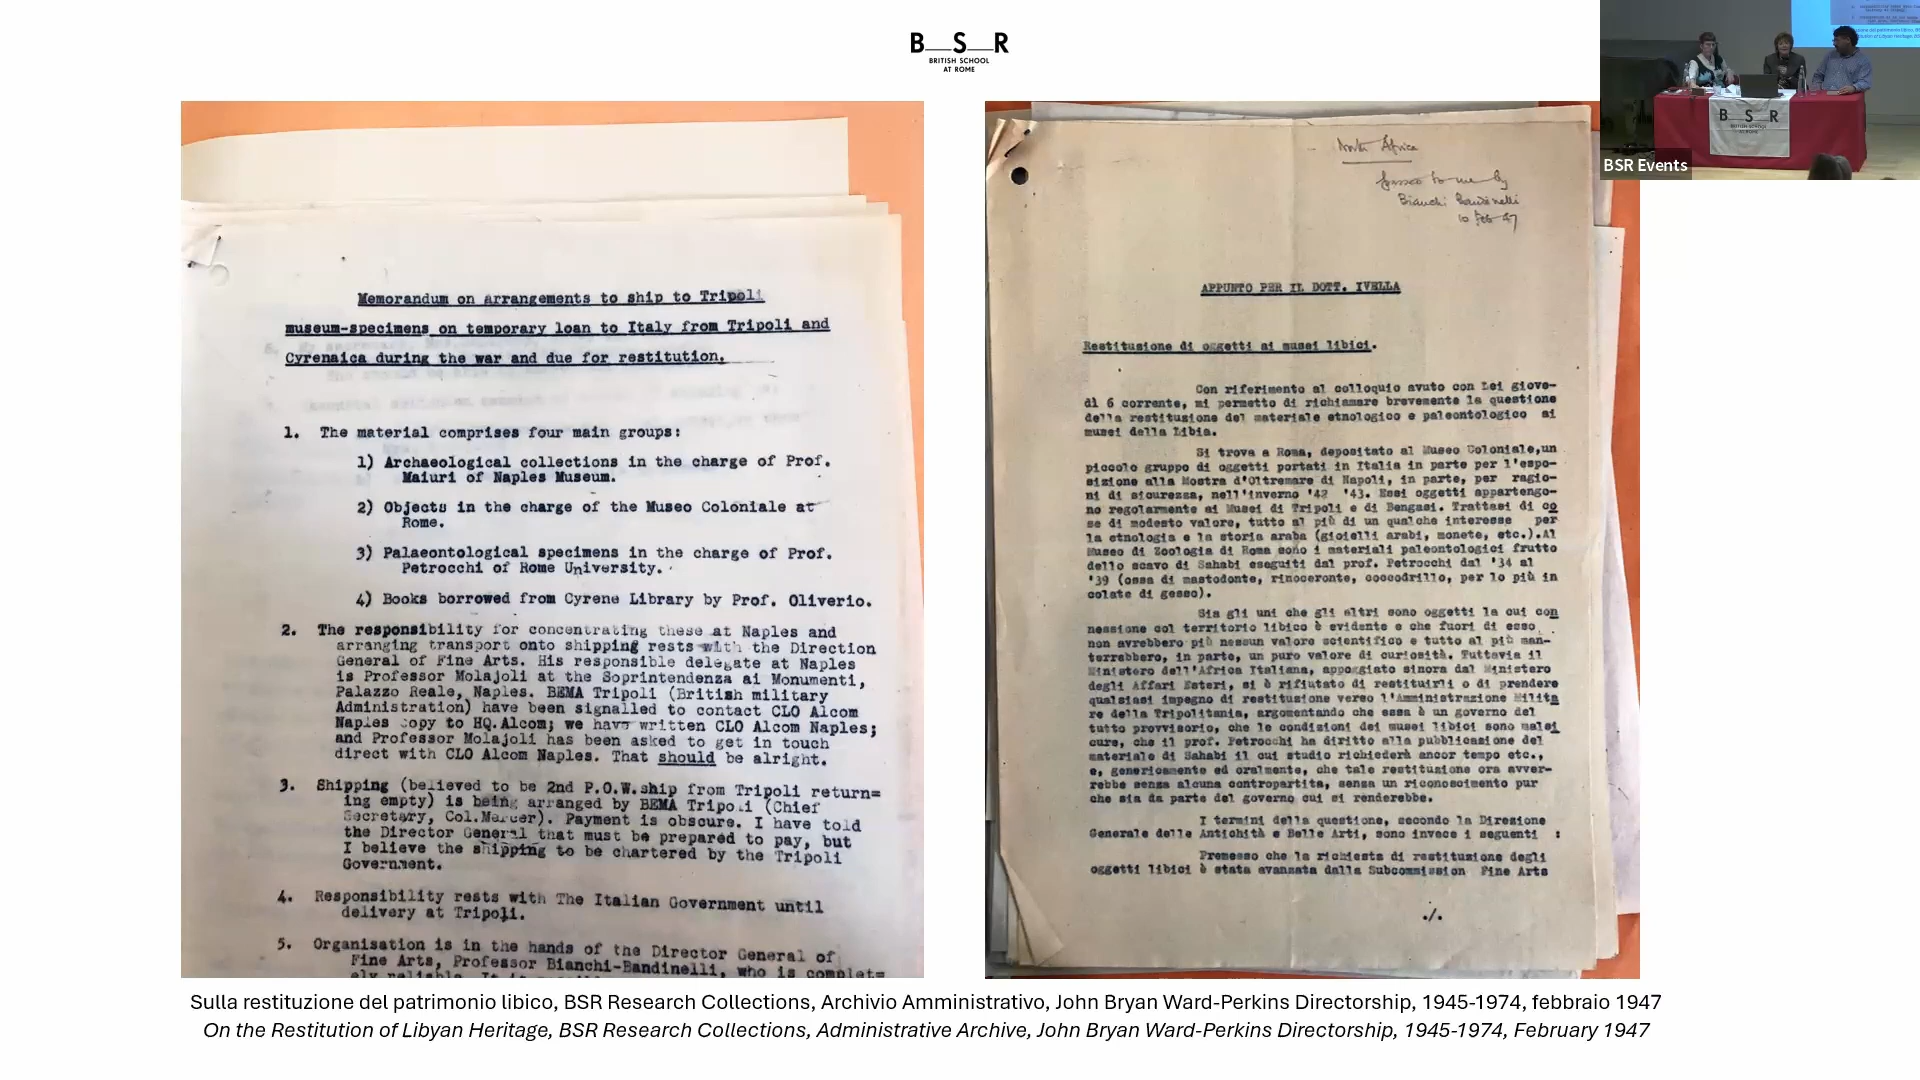 B__S__R
BRITISH SCHOOL
AT ROME
Memorandum on arrangements to ship to Tripoli
museum-specimens on temporary loan to Italy from Tripoli and
Cyrenaica during the war and due for restitution.
1. The material comprises four main groups:
1) Archaeological collections in the charge of Prof.
Maiuri of Naples Museum.
2) Objects in the charge of the Museo Coloniale at
Rome.
3) Palaeontological specimens in the charge of Prof.
Petrocchi of Rome University.
4) Books borrowed from Cyrene Library by Prof. Oliverio.
2. The responsibility for concentrating these at Naples and
arranging transport onto shipping rests with the Direction
General of Fine Arts. His responsible delegate at Naples
is Professor Molajoli at the Soprintendenza ai Monumenti,
Palazzo Reale, Naples. BEMA Tripoli (British military
Administration) have been signalled to contact CLO Alcom
Naples copy to HQ.Alcom; we have written CLO Alcom Naples;
and Professor Molajoli has been asked to get in touch
direct with CLO Alcom Naples. That should be alright.
3. Shipping (believed to be 2nd P.O.W.ship from Tripoli return=
ing empty) is being arranged by BEMA Tripoli (Chief
Secretary, Col.Mercer). Payment is obscure. I have told
the Director General that must be prepared to pay, but
I believe the shipping to be chartered by the Tripoli
Government.
4. Responsibility rests with The Italian Government until
delivery at Tripoli.
5. Organisation is in the hands of the Director General of
Fine Arts, Professor Bianchi-Bandinelli, who is complet=
ely reliable.
North Africa
passed to me by
Bianchi Bandinelli
10 Feb 47
APPUNTO PER IL DOTT. IVELLA
Restitusione di oggetti ai musei libici.
Con riferimento al colloquio avuto con Lei giove-
dì 6 corrente, mi permetto di richiamare brevemente la questione
della restituzione del materiale etnologico e paleontologico ai
musei della Libia.
Si trova a Roma, depositato al Museo Coloniale,un
piccolo gruppo di oggetti portati in Italia in parte per l'espo-
sizione alla Mostra d'Oltremare di Napoli, in parte, per ragio-
ni di sicurezza, nell'inverno '42 '43. Essi oggetti appartengo-
no regolarmente ai Musei di Tripoli e di Bengasi. Trattasi di co
se di modesto valore, tutto al più di un qualche interesse per
la etnologia e la storia araba (gioielli arabi, monete, etc.).Al
Museo di Zoologia di Roma sono i materiali paleontologici frutto
dello scavo di Sahabi eseguiti dal prof. Petrocchi dal '34 al
'39 (ossa di mastodonte, rinoceronte, coccodrillo, per lo più in
colate di gesso).
Sia gli uni che gli altri sono oggetti la cui con
nessione col territorio libico è evidente e che fuori di esso
non avrebbero più nessun valore scientifico e tutto al più man-
terrebbero, in parte, un puro valore di curiosità. Tuttavia il
Ministero dell'Africa Italiana, appoggiato sinora dal Ministero
degli Affari Esteri, si è rifiutato di restituirli o di prendere
qualsiasi impegno di restituzione verso l'Amministrazione Milita
re della Tripolitania, argomentando che essa è un governo del
tutto provvisorio, che le condizioni dei musei libici sono malsi
cure, che il prof. Petrocchi ha diritto alla pubblicazione del
materiale di Sahabi il cui studio richiederà ancor tempo etc.,
e, genericamente ed oralmente, che tale restituzione ora avver-
rebbe senza alcuna contropartita, senza un riconoscimento pur
che sia da parte del governo cui si renderebbe.
I termini della questione, secondo la Direzione
Generale delle Antichità e Belle Arti, sono invece i seguenti :
Premesso che la richiesta di restituzione degli
oggetti libici è stata avanzata dalla Subcommission Fine Arts
./.
B S R
BSR Events
Sulla restituzione del patrimonio libico, BSR Research Collections, Archivio Amministrativo, John Bryan Ward-Perkins Directorship, 1945-1974, febbraio 1947
On the Restitution of Libyan Heritage, BSR Research Collections, Administrative Archive, John Bryan Ward-Perkins Directorship, 1945-1974, February 1947